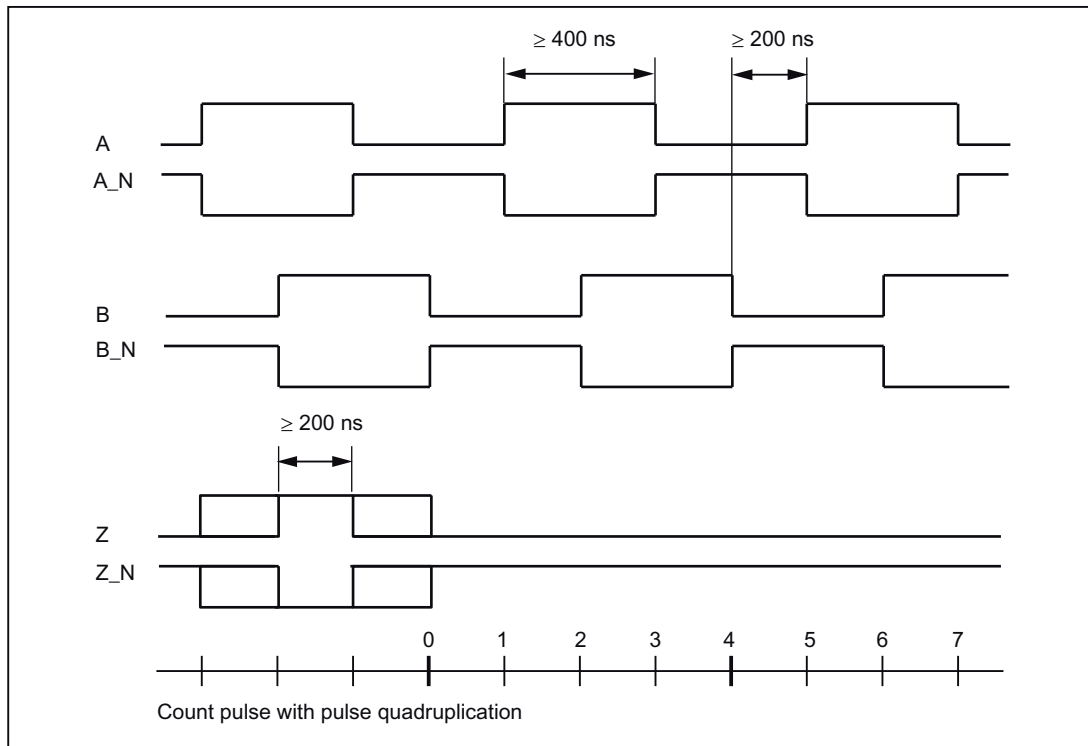 ≥ 400 ns ≥ 200 ns
A
A_N
B
B_N
≥ 200 ns
Z
Z_N
0 1 2 3 4 5 6 7
Count pulse with pulse quadruplication